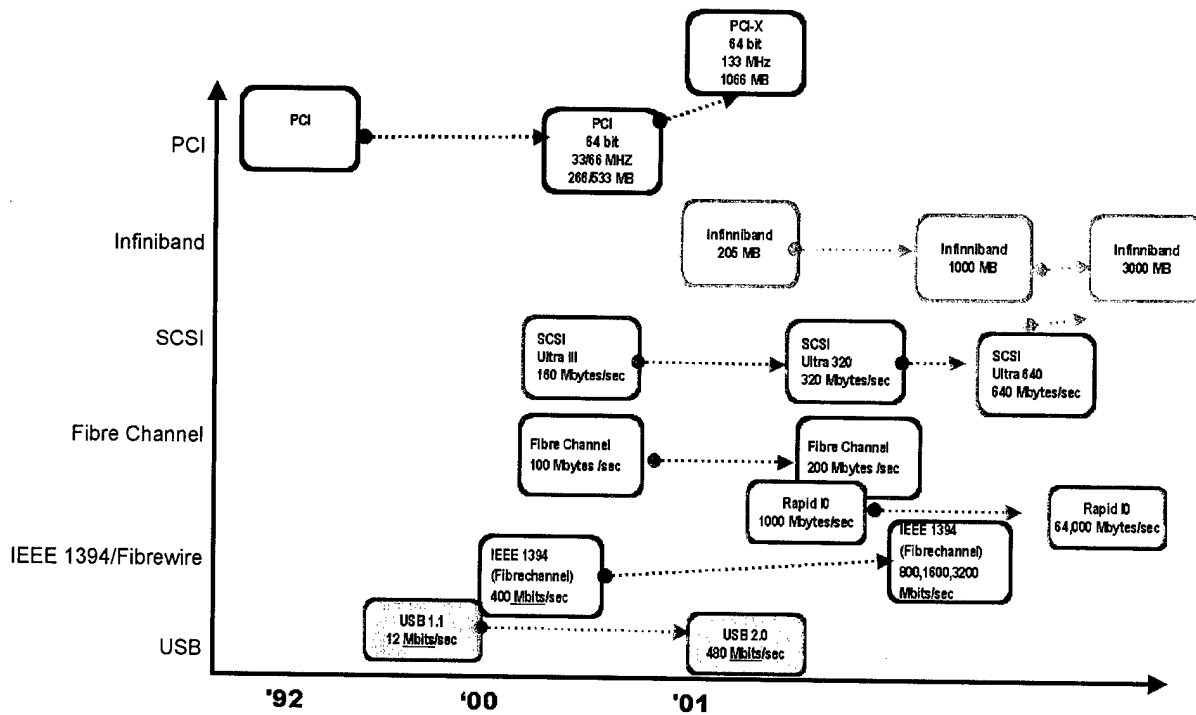 PCI-X
64 bit
133 MHz
1066 MB
PCI
PCI
PCI
64 bit
33/66 MHZ
266/533 MB
Infiniband
Infinniband
205 MB
Infinniband
1000 MB
Infinniband
3000 MB
SCSI
SCSI
Ultra III
160 Mbytes/sec
SCSI
Ultra 320
320 Mbytes/sec
SCSI
Ultra 640
640 Mbytes/sec
Fibre Channel
Fibre Channel
100 Mbytes /sec
Fibre Channel
200 Mbytes /sec
Rapid IO
1000 Mbytes/sec
Rapid IO
64,000 Mbytes/sec
IEEE 1394/Fibrewire
IEEE 1394
(Fibrechannel)
400 Mbits/sec
IEEE 1394
(Fibrechannel)
800,1600,3200
Mbits/sec
USB
USB 1.1
12 Mbits/sec
USB 2.0
480 Mbits/sec
'92
'00
'01